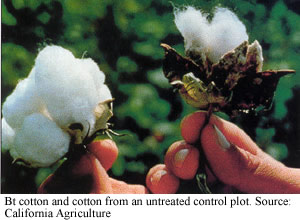 Bt cotton and cotton from an untreated control plot. Source:
California Agriculture